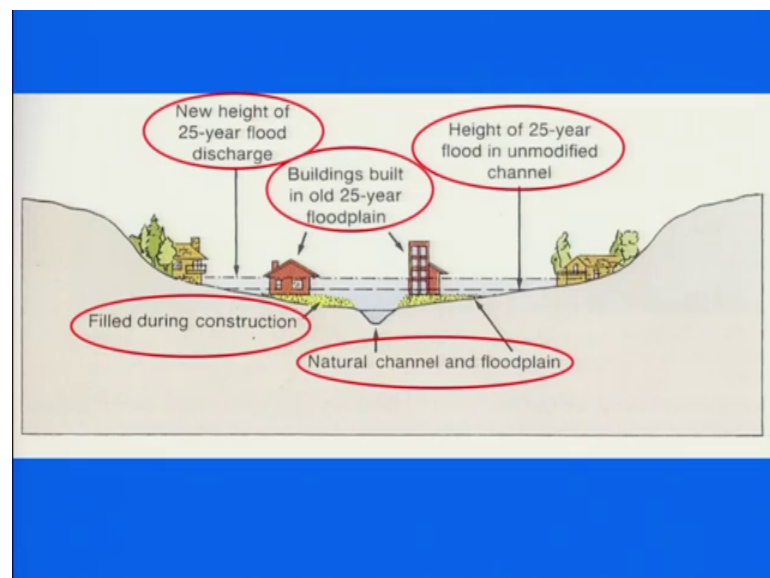 New height of
25-year flood
discharge
Height of 25-year
flood in unmodified
channel
Buildings built
in old 25-year
floodplain
Filled during construction
Natural channel and floodplain